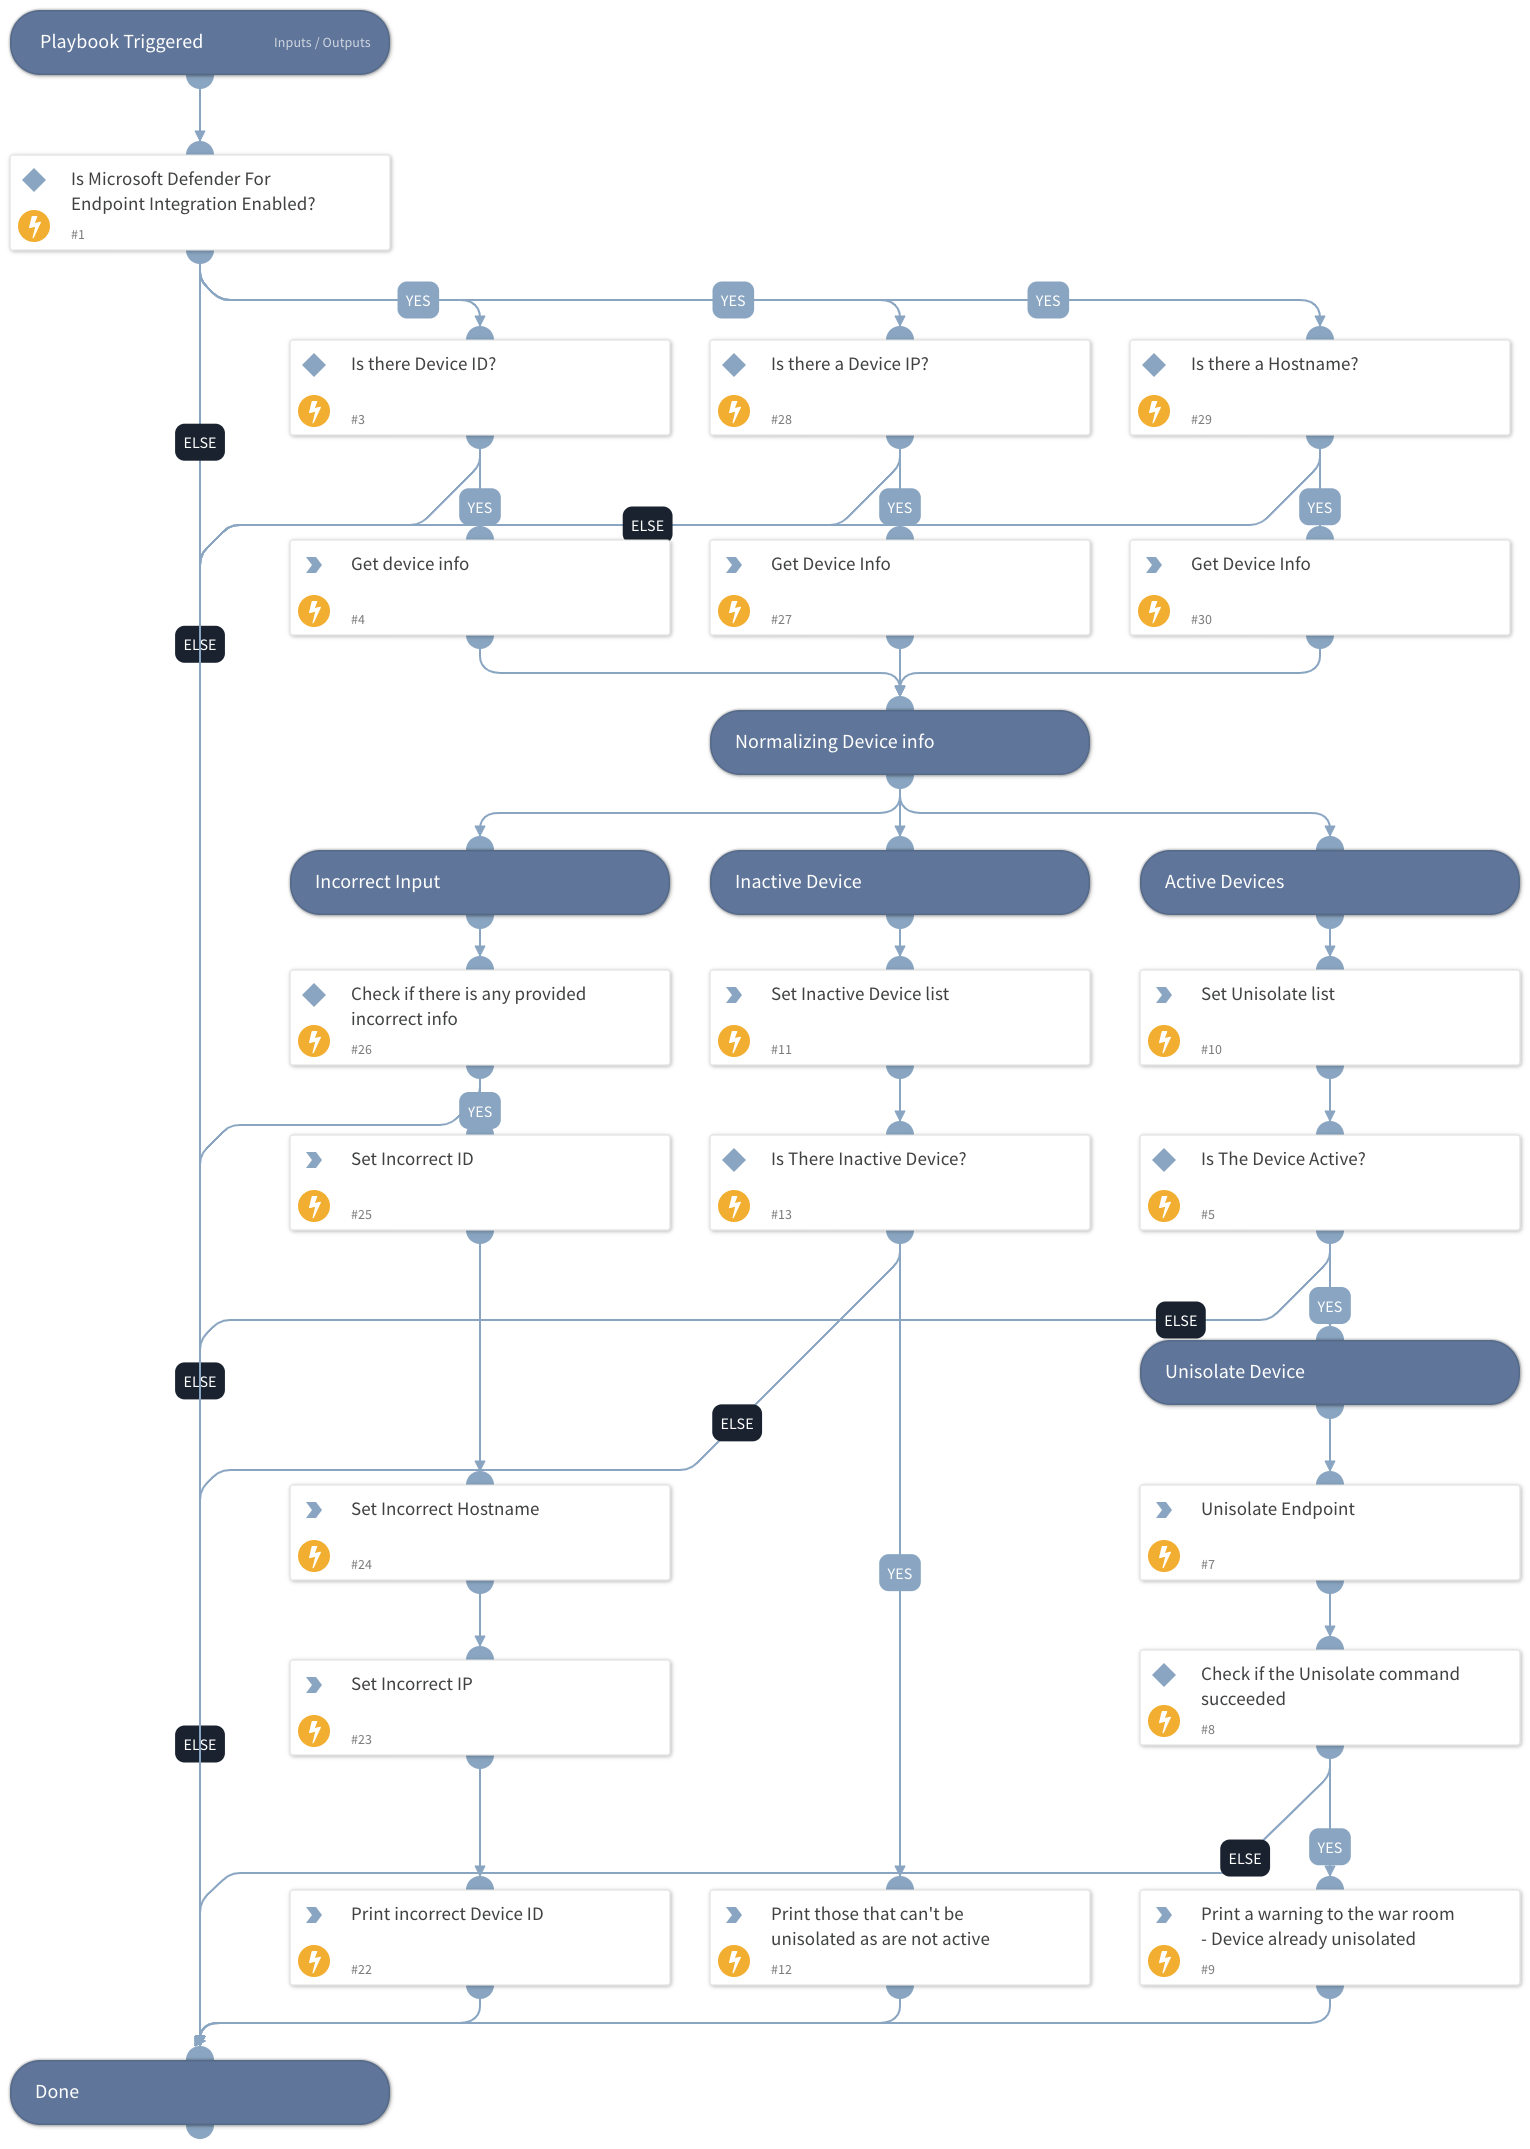 Playbook Triggered
Inputs / Outputs
Is Microsoft Defender For
Endpoint Integration Enabled?
#1
YES
YES
YES
Is there Device ID?
#3
Is there a Device IP?
#28
Is there a Hostname?
#29
ELSE
YES
YES
YES
ELSE
Get device info
#4
Get Device Info
#27
Get Device Info
#30
ELSE
Normalizing Device info
Incorrect Input
Inactive Device
Active Devices
Check if there is any provided
incorrect info
#26
Set Inactive Device list
#11
Set Unisolate list
#10
YES
Set Incorrect ID
#25
Is There Inactive Device?
#13
Is The Device Active?
#5
YES
ELSE
Unisolate Device
ELSE
ELSE
Set Incorrect Hostname
#24
Unisolate Endpoint
#7
YES
Set Incorrect IP
#23
Check if the Unisolate command
succeeded
#8
ELSE
YES
ELSE
Print incorrect Device ID
#22
Print those that can't be
unisolated as are not active
#12
Print a warning to the war room
- Device already unisolated
#9
Done